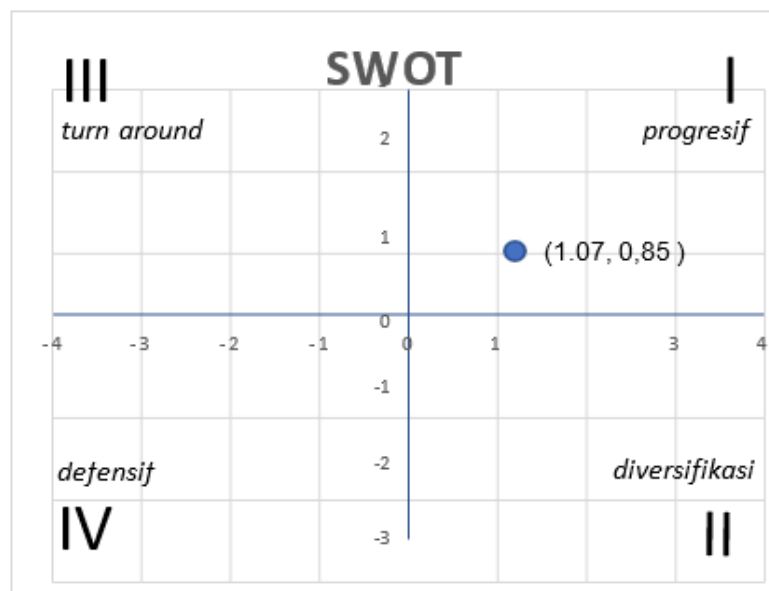 SWOT
III
I
turn around
progresif
2
1
(1.07, 0,85 )
0
-4 -3 -2 -1 0 1 3 4
-1
-2
defensif
diversifikasi
IV
II
-3